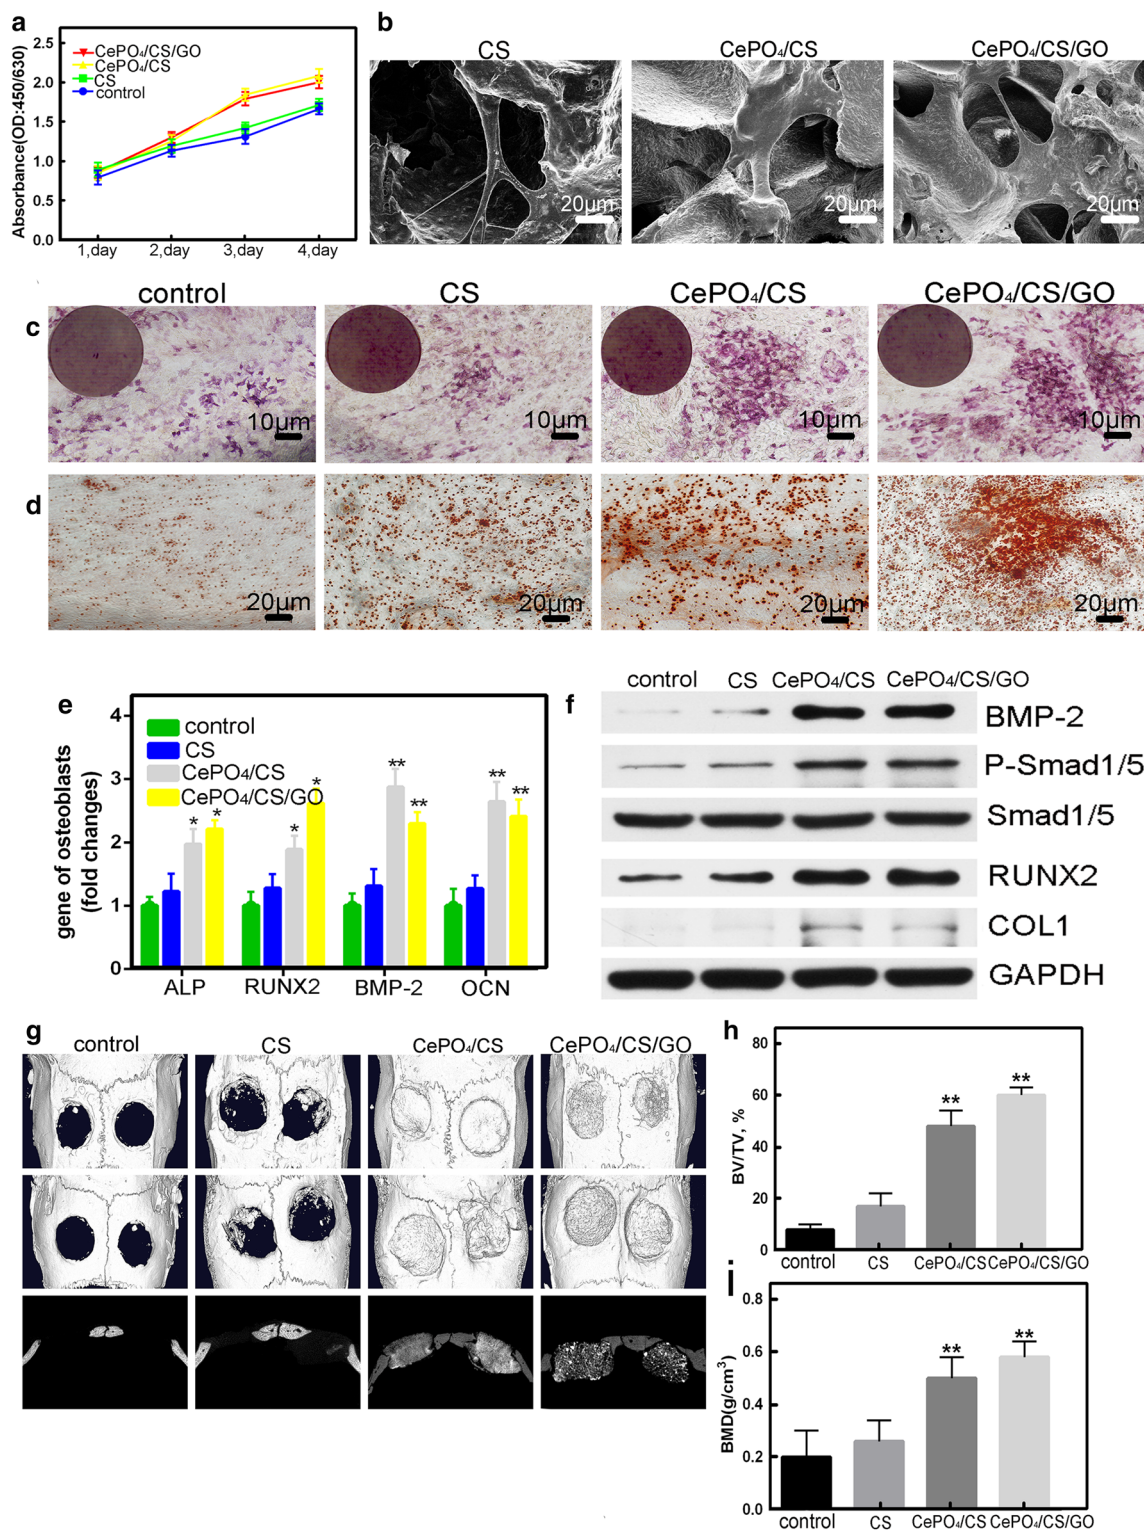 a
Absorbance(OD:450/630)
2.5
2.0
1.5
1.0
0.5
0.0
CePO₄/CS/GO
CePO₄/CS
CS
control
1,day 2,day 3,day 4,day
b
CS CePO₄/CS CePO₄/CS/GO
20µm 20µm 20µm
control CS CePO₄/CS CePO₄/CS/GO
c
10µm 10µm 10µm 10µm
d
20µm 20µm 20µm 20µm
e
gene of osteoblasts
(fold changes)
4
3
2
1
0
control
CS
CePO₄/CS
CePO₄/CS/GO
* * * * ** ** ** **
ALP RUNX2 BMP-2 OCN
f
control CS CePO₄/CS CePO₄/CS/GO
BMP-2
P-Smad1/5
Smad1/5
RUNX2
COL1
GAPDH
g
control CS CePO₄/CS CePO₄/CS/GO
h
BV/TV, %
80
60
40
20
0
** **
control CS CePO₄/CS CePO₄/CS/GO
i
BMD(g/cm³)
0.8
0.6
0.4
0.2
0.0
** **
control CS CePO₄/CS CePO₄/CS/GO